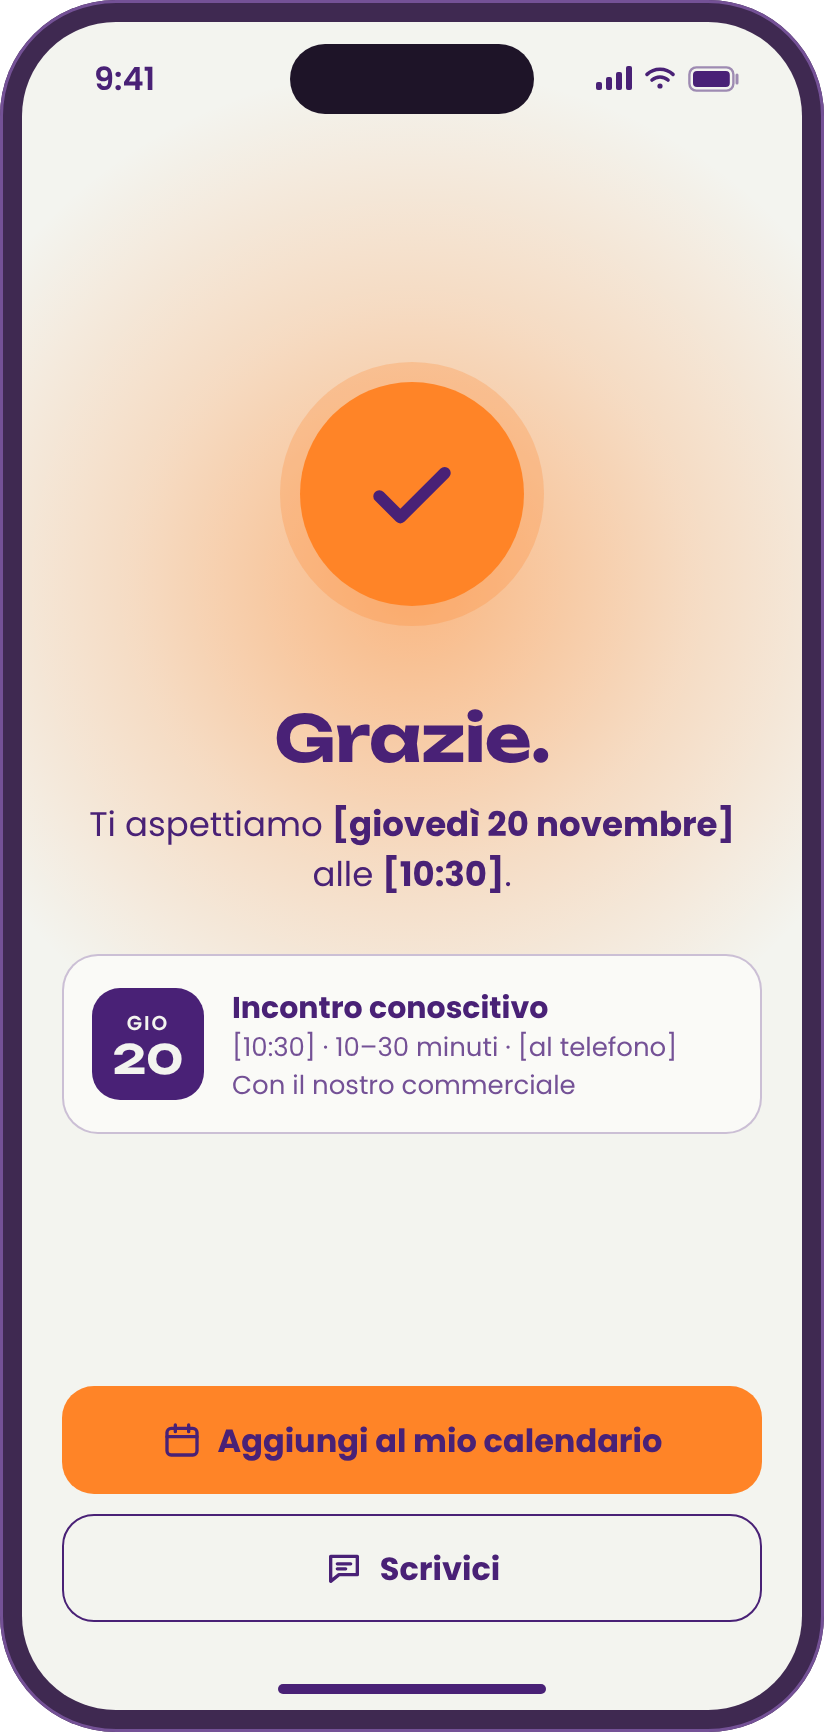 9:41
Grazie.
Ti aspettiamo [giovedì 20 novembre]
alle [10:30].
GIO
20
Incontro conoscitivo
[10:30] · 10–30 minuti · [al telefono]
Con il nostro commerciale
Aggiungi al mio calendario
Scrivici